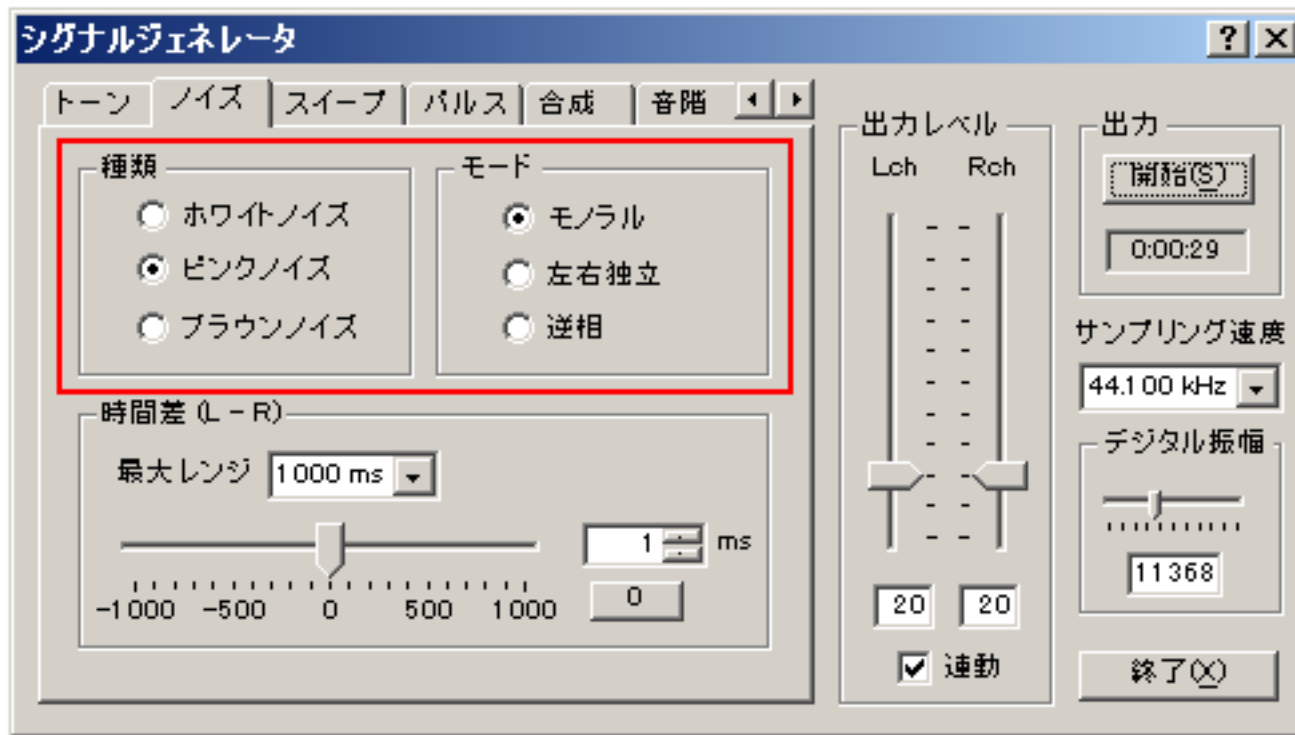 シグナルジェネレータ
トーン ノイズ スイープ パルス 合成 音階
種類
ホワイトノイズ
ピンクノイズ
ブラウンノイズ
モード
モノラル
左右独立
逆相
時間差 (L - R)
最大レンジ 1000 ms
1 ms
-1000 -500 0 500 1000
0
出力レベル
Lch Rch
20 20
連動
出力
開始(S)
0:00:29
サンプリング速度
44.100 kHz
デジタル振幅
11368
終了(X)